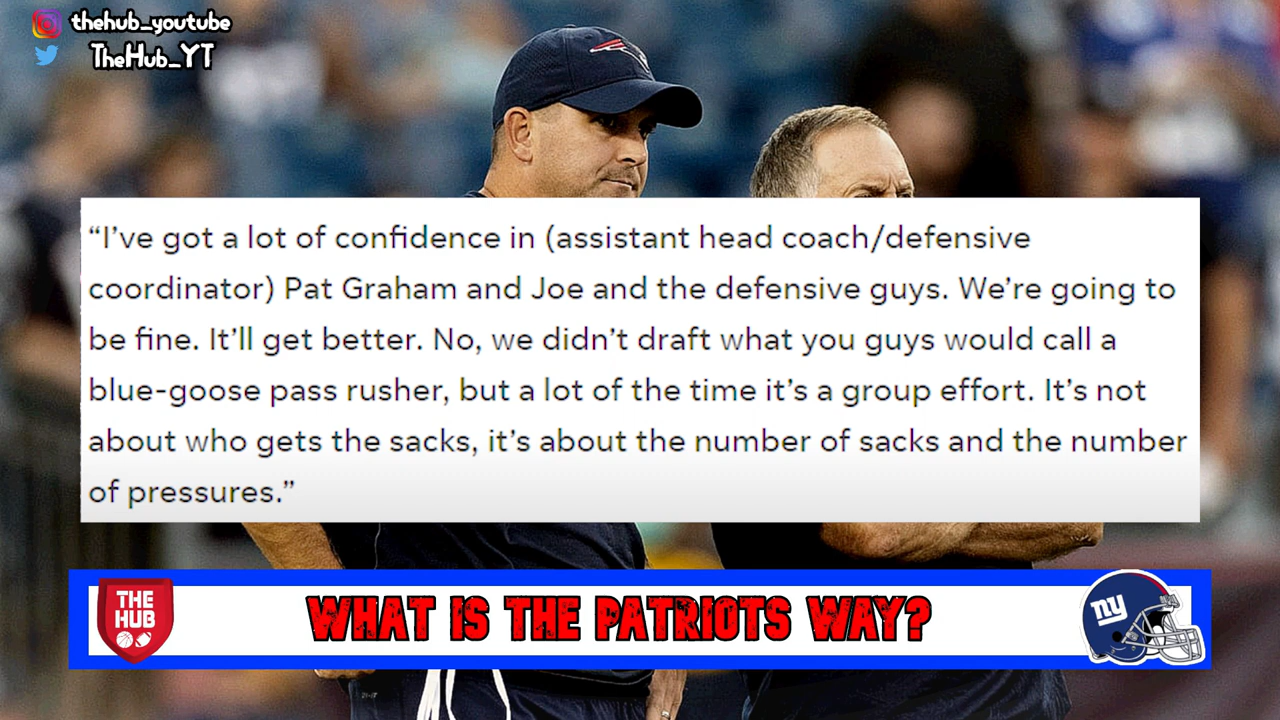 thehub_youtube
TheHub_YT
“I’ve got a lot of confidence in (assistant head coach/defensive
coordinator) Pat Graham and Joe and the defensive guys. We’re going to
be fine. It’ll get better. No, we didn’t draft what you guys would call a
blue-goose pass rusher, but a lot of the time it’s a group effort. It’s not
about who gets the sacks, it’s about the number of sacks and the number
of pressures.”
THE
HUB
WHAT IS THE PATRIOTS WAY?
ny